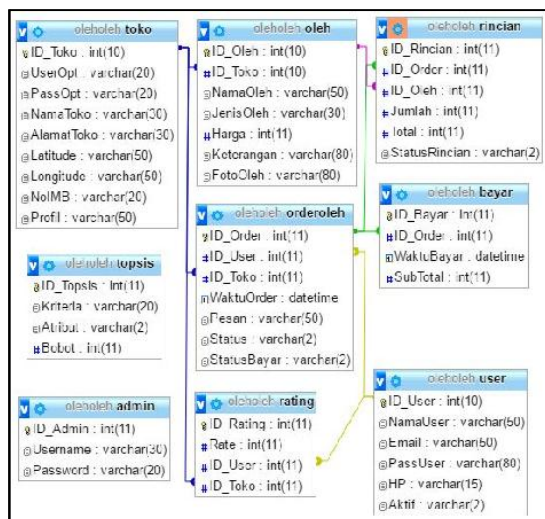 oleholeh toko
ID_Toko : int(10)
UserOpt : varchar(20)
PassOpt : varchar(20)
NamaToko : varchar(30)
AlamatToko : varchar(30)
Latitude : varchar(50)
Longitude : varchar(50)
NoIMB : varchar(20)
Profil : varchar(50)
oleholeh oleh
ID_Oleh : int(10)
ID_Toko : int(10)
NamaOleh : varchar(50)
JenisOleh : varchar(30)
Harga : int(11)
Keterangan : varchar(80)
FotoOleh : varchar(80)
oleholeh rincian
ID_Rincian : int(11)
ID_Order : int(11)
ID_Oleh : int(11)
Jumlah : int(11)
Total : int(11)
StatusRincian : varchar(2)
oleholeh topsis
ID_Topsis : int(11)
Kriteria : varchar(20)
Atribut : varchar(2)
Bobot : int(11)
oleholeh orderoleh
ID_Order : int(11)
ID_User : int(11)
ID_Toko : int(11)
WaktuOrder : datetime
Pesan : varchar(50)
Status : varchar(2)
StatusBayar : varchar(2)
oleholeh bayar
ID_Bayar : int(11)
ID_Order : int(11)
WaktuBayar : datetime
SubTotal : int(11)
oleholeh admin
ID_Admin : int(11)
Username : varchar(30)
Password : varchar(20)
oleholeh rating
ID_Rating : int(11)
Rate : int(11)
ID_User : int(11)
ID_Toko : int(11)
oleholeh user
ID_User : int(10)
NamaUser : varchar(50)
Email : varchar(50)
PassUser : varchar(80)
HP : varchar(15)
Aktif : varchar(2)